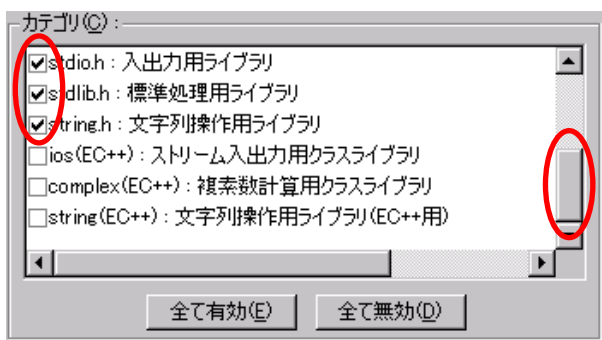 カテゴリ(C):
stdio.h : 入出力用ライブラリ
stdlib.h : 標準処理用ライブラリ
string.h : 文字列操作用ライブラリ
ios(EC++) : ストリーム入出力用クラスライブラリ
complex(EC++) : 複素数計算用クラスライブラリ
string(EC++) : 文字列操作用ライブラリ(EC++用)
全て有効(E) 全て無効(D)